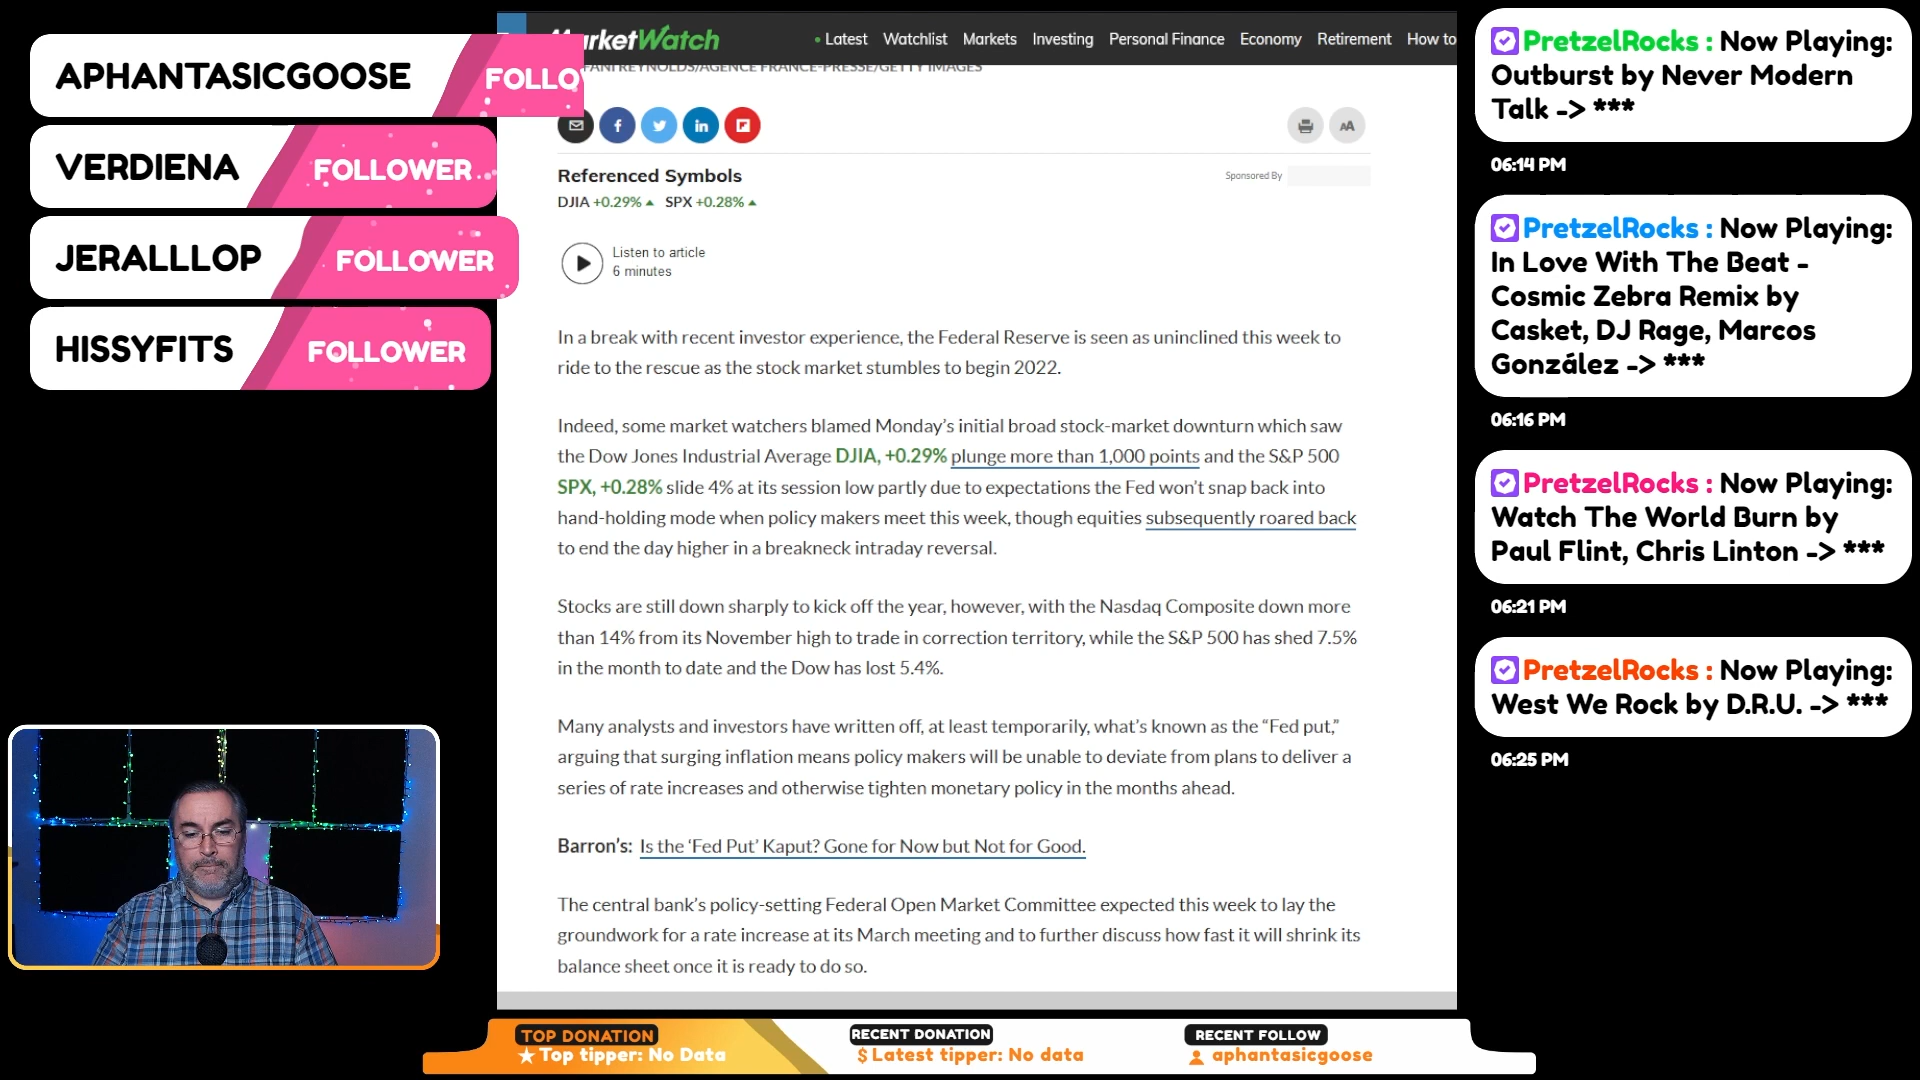 APHANTASICGOOSE
FOLLO
VERDIENA
FOLLOWER
JERALLLOP
FOLLOWER
HISSYFITS
FOLLOWER
MarketWatch
Latest Watchlist Markets Investing Personal Finance Economy Retirement How to
REYNOLDS/AGENCE FRANCE-PRESSE/GETTY IMAGES
Referenced Symbols
Sponsored By
DJIA +0.29% SPX +0.28%
Listen to article
6 minutes
In a break with recent investor experience, the Federal Reserve is seen as uninclined this week to
ride to the rescue as the stock market stumbles to begin 2022.
Indeed, some market watchers blamed Monday’s initial broad stock-market downturn which saw
the Dow Jones Industrial Average DJIA, +0.29% plunge more than 1,000 points and the S&P 500
SPX, +0.28% slide 4% at its session low partly due to expectations the Fed won’t snap back into
hand-holding mode when policy makers meet this week, though equities subsequently roared back
to end the day higher in a breakneck intraday reversal.
Stocks are still down sharply to kick off the year, however, with the Nasdaq Composite down more
than 14% from its November high to trade in correction territory, while the S&P 500 has shed 7.5%
in the month to date and the Dow has lost 5.4%.
Many analysts and investors have written off, at least temporarily, what’s known as the “Fed put,”
arguing that surging inflation means policy makers will be unable to deviate from plans to deliver a
series of rate increases and otherwise tighten monetary policy in the months ahead.
Barron’s: Is the ‘Fed Put’ Kaput? Gone for Now but Not for Good.
The central bank’s policy-setting Federal Open Market Committee expected this week to lay the
groundwork for a rate increase at its March meeting and to further discuss how fast it will shrink its
balance sheet once it is ready to do so.
PretzelRocks : Now Playing:
Outburst by Never Modern
Talk -> ***
06:14 PM
PretzelRocks : Now Playing:
In Love With The Beat -
Cosmic Zebra Remix by
Casket, DJ Rage, Marcos
González -> ***
06:16 PM
PretzelRocks : Now Playing:
Watch The World Burn by
Paul Flint, Chris Linton -> ***
06:21 PM
PretzelRocks : Now Playing:
West We Rock by D.R.U. -> ***
06:25 PM
TOP DONATION
Top tipper: No Data
RECENT DONATION
$ Latest tipper: No data
RECENT FOLLOW
aphantasicgoose